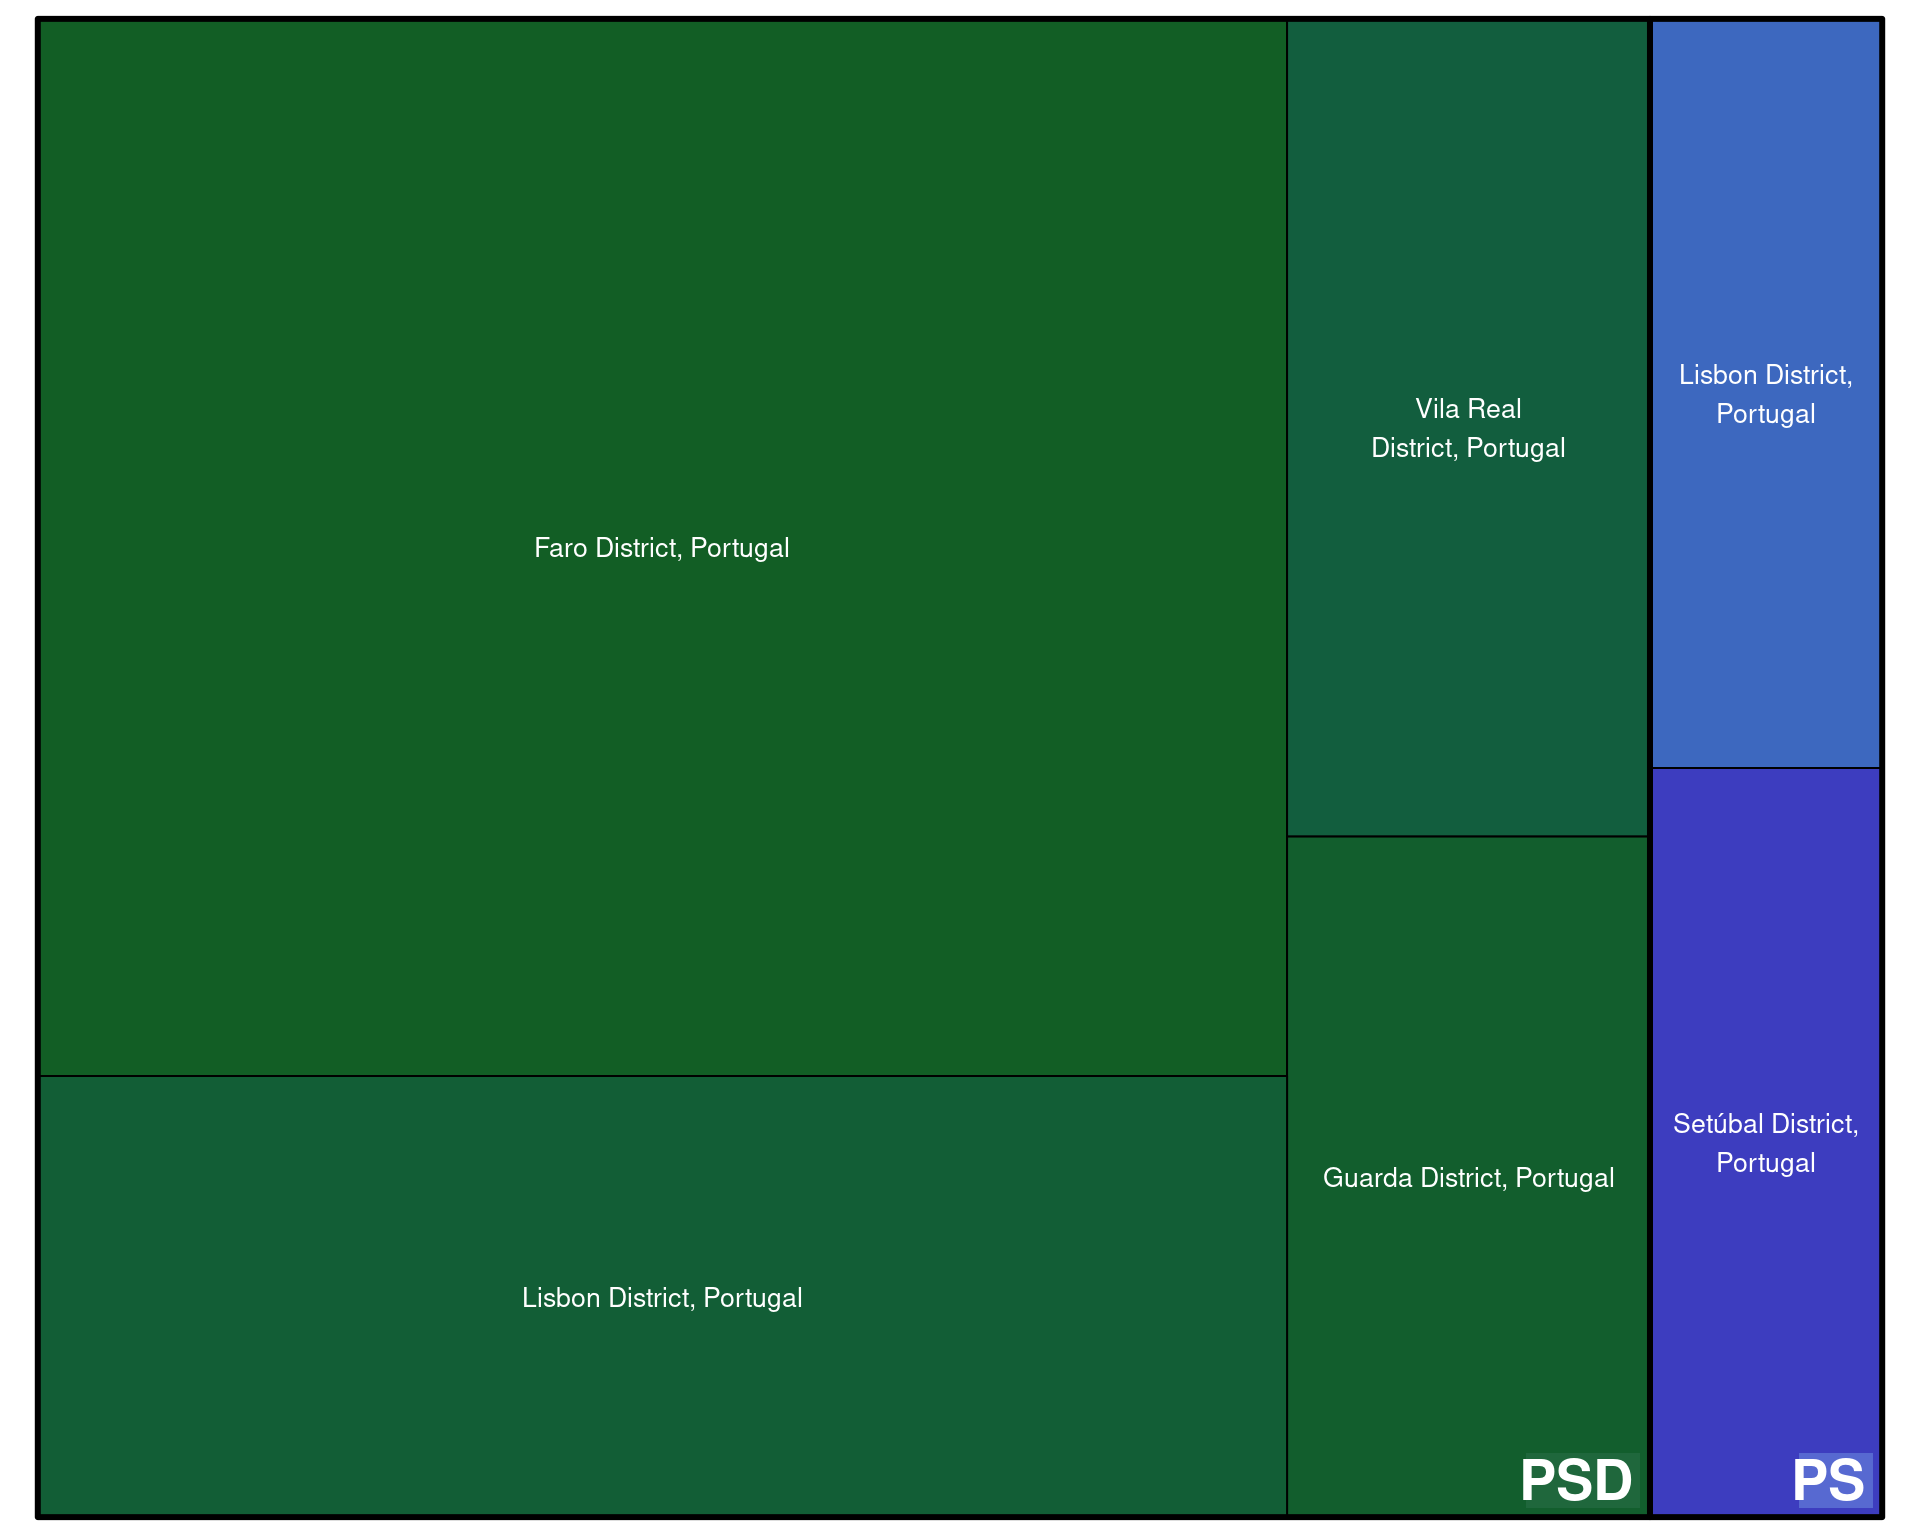 Faro District, Portugal
Lisbon District, Portugal
Vila Real
District, Portugal
Guarda District, Portugal
PSD
Lisbon District,
Portugal
Setúbal District,
Portugal
PS